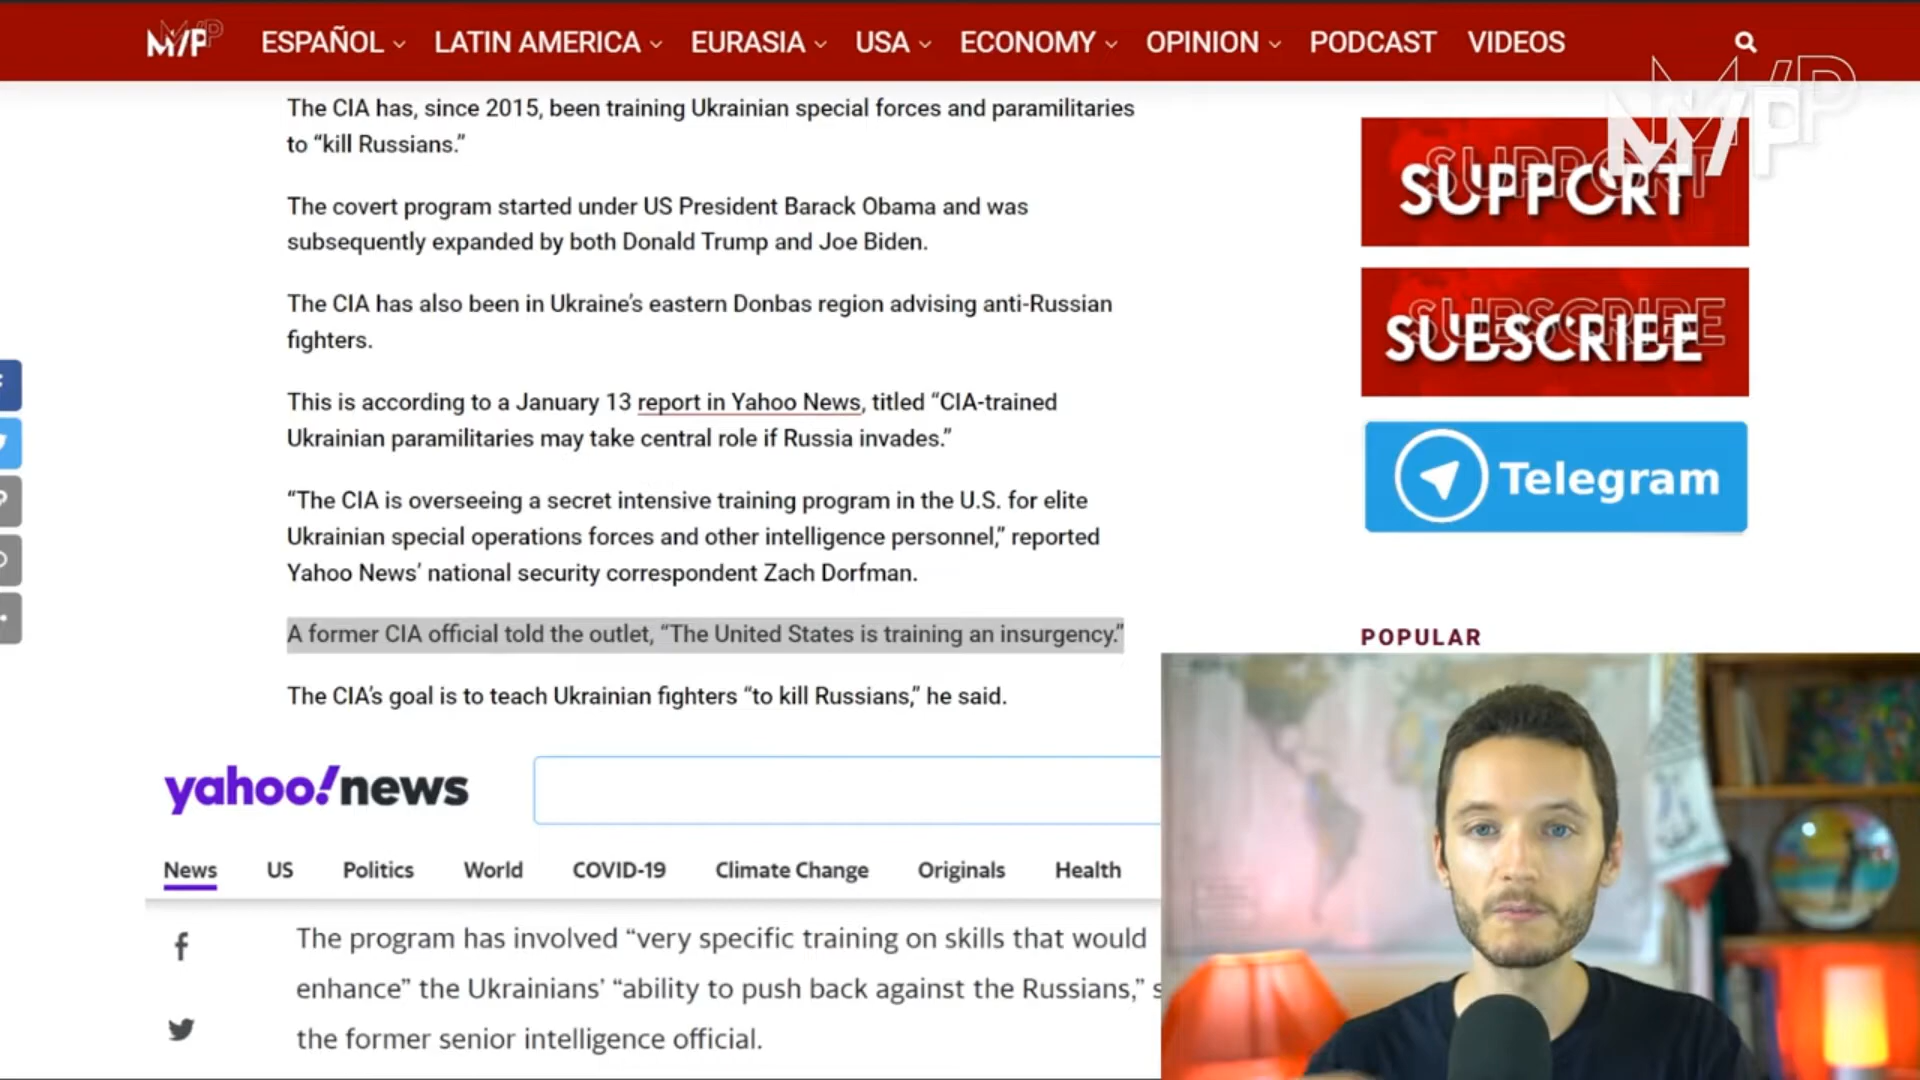 M/P
ESPAÑOL
LATIN AMERICA
EURASIA
USA
ECONOMY
OPINION
PODCAST
VIDEOS
M/P
The CIA has, since 2015, been training Ukrainian special forces and paramilitaries
to “kill Russians.”
The covert program started under US President Barack Obama and was
subsequently expanded by both Donald Trump and Joe Biden.
The CIA has also been in Ukraine’s eastern Donbas region advising anti-Russian
fighters.
This is according to a January 13 report in Yahoo News, titled “CIA-trained
Ukrainian paramilitaries may take central role if Russia invades.”
“The CIA is overseeing a secret intensive training program in the U.S. for elite
Ukrainian special operations forces and other intelligence personnel,” reported
Yahoo News’ national security correspondent Zach Dorfman.
A former CIA official told the outlet, “The United States is training an insurgency.”
The CIA’s goal is to teach Ukrainian fighters “to kill Russians,” he said.
SUPPORT
SUBSCRIBE
Telegram
POPULAR
yahoo!news
News
US
Politics
World
COVID-19
Climate Change
Originals
Health
The program has involved “very specific training on skills that would
enhance” the Ukrainians’ “ability to push back against the Russians,” s
the former senior intelligence official.